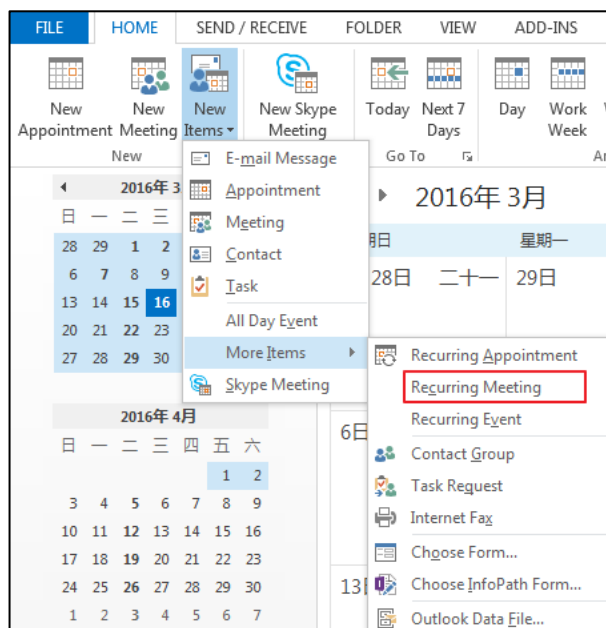 FILE HOME SEND / RECEIVE FOLDER VIEW ADD-INS
New Appointment
New Meeting
New Items
New Skype Meeting
Today
Next 7 Days
Day
Work Week
New
Go To
E-mail Message
Appointment
Meeting
Contact
Task
All Day Event
More Items
Skype Meeting
Recurring Appointment
Recurring Meeting
Recurring Event
Contact Group
Task Request
Internet Fax
Choose Form...
Choose InfoPath Form...
Outlook Data File...
2016年 3
日 一 二 三
28 29 1 2
6 7 8 9
13 14 15 16
20 21 22 23
27 28 29 30
2016年 4月
日 一 二 三 四 五 六
1 2
3 4 5 6 7 8 9
10 11 12 13 14 15 16
17 18 19 20 21 22 23
24 25 26 27 28 29 30
1 2 3 4 5 6 7
2016年 3月
期日 星期一
28日 二十一 29日
6日
13日